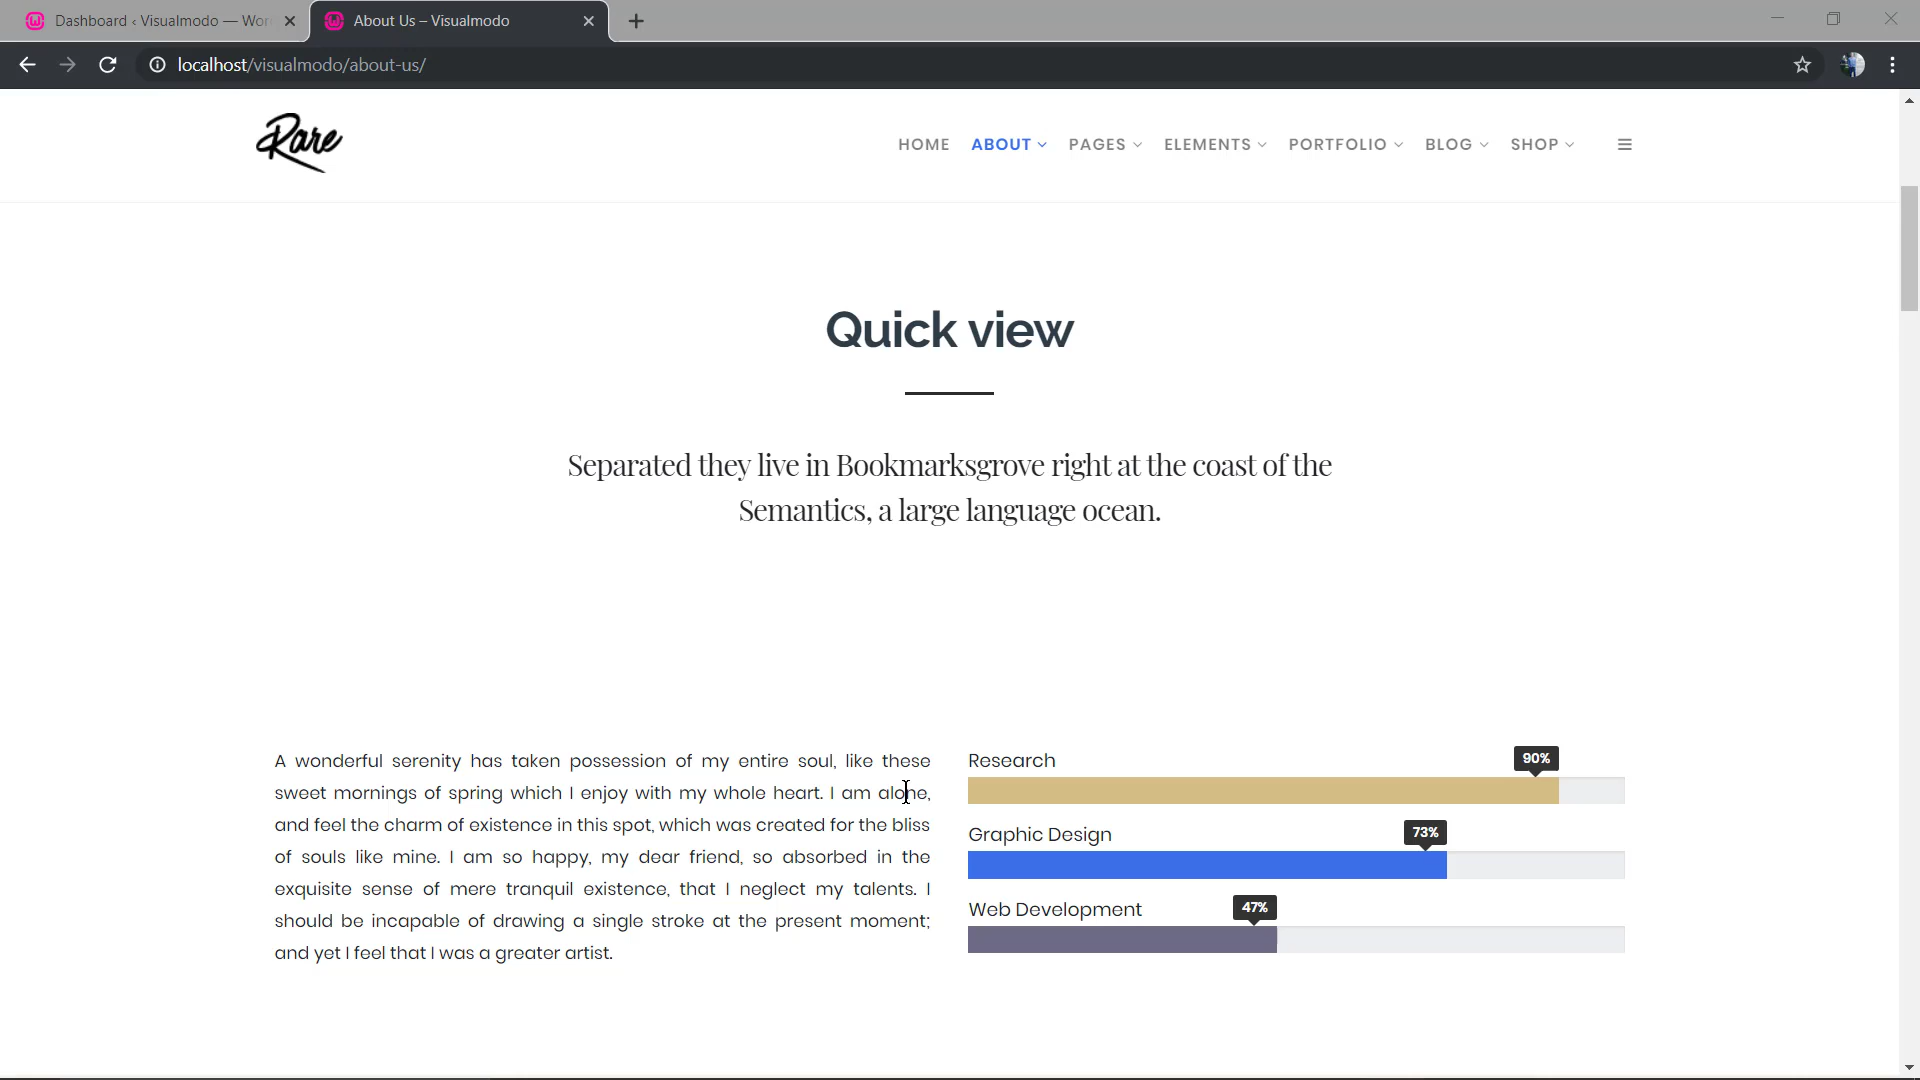 Dashboard ‹ Visualmodo — Wor
About Us – Visualmodo
localhost/visualmodo/about-us/
Rare
HOME ABOUT PAGES ELEMENTS PORTFOLIO BLOG SHOP
Quick view
Separated they live in Bookmarksgrove right at the coast of the
Semantics, a large language ocean.
A wonderful serenity has taken possession of my entire soul, like these
sweet mornings of spring which I enjoy with my whole heart. I am alone,
and feel the charm of existence in this spot, which was created for the bliss
of souls like mine. I am so happy, my dear friend, so absorbed in the
exquisite sense of mere tranquil existence, that I neglect my talents. I
should be incapable of drawing a single stroke at the present moment;
and yet I feel that I was a greater artist.
Research 90%
Graphic Design 73%
Web Development 47%